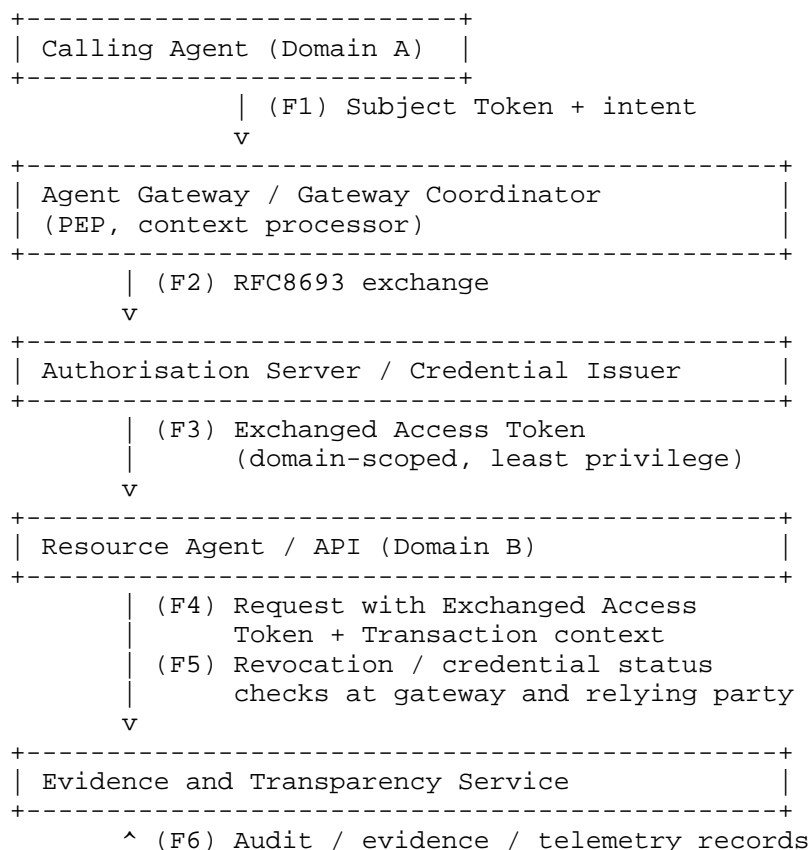 Calling Agent (Domain A)
(F1) Subject Token + intent
Agent Gateway / Gateway Coordinator
(PEP, context processor)
(F2) RFC8693 exchange
Authorisation Server / Credential Issuer
(F3) Exchanged Access Token
(domain-scoped, least privilege)
Resource Agent / API (Domain B)
(F4) Request with Exchanged Access
Token + Transaction context
(F5) Revocation / credential status
checks at gateway and relying party
Evidence and Transparency Service
(F6) Audit / evidence / telemetry records